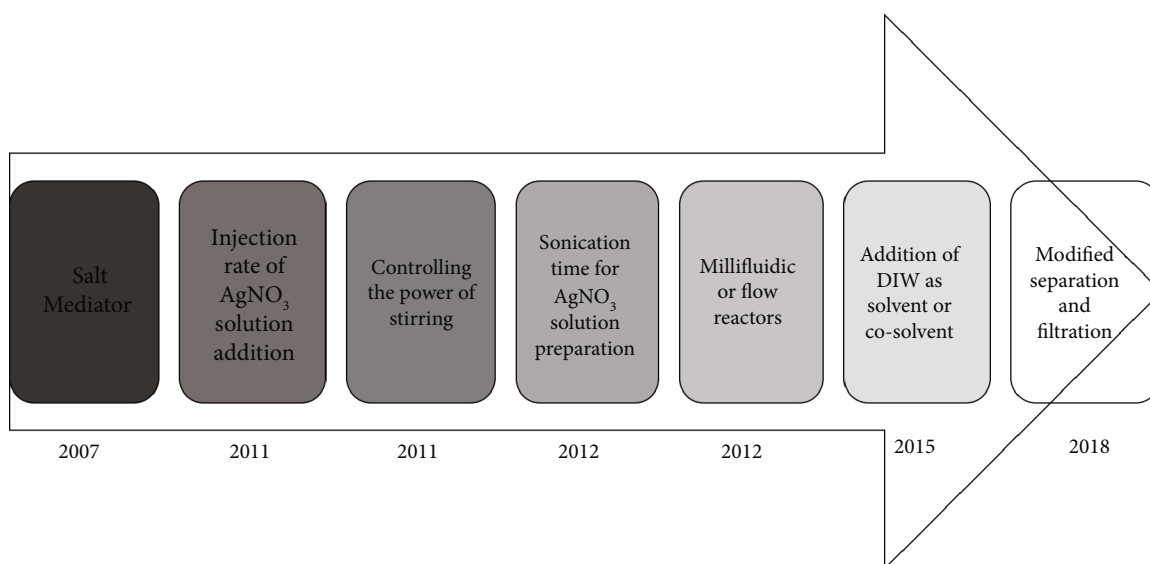 Salt
Mediator
Injection
rate of
AgNO₃
solution
addition
Controlling
the power of
stirring
Sonication
time for
AgNO₃
solution
preparation
Millifluidic
or flow
reactors
Addition of
DIW as
solvent or
co-solvent
Modified
separation
and
filtration
2007
2011
2011
2012
2012
2015
2018